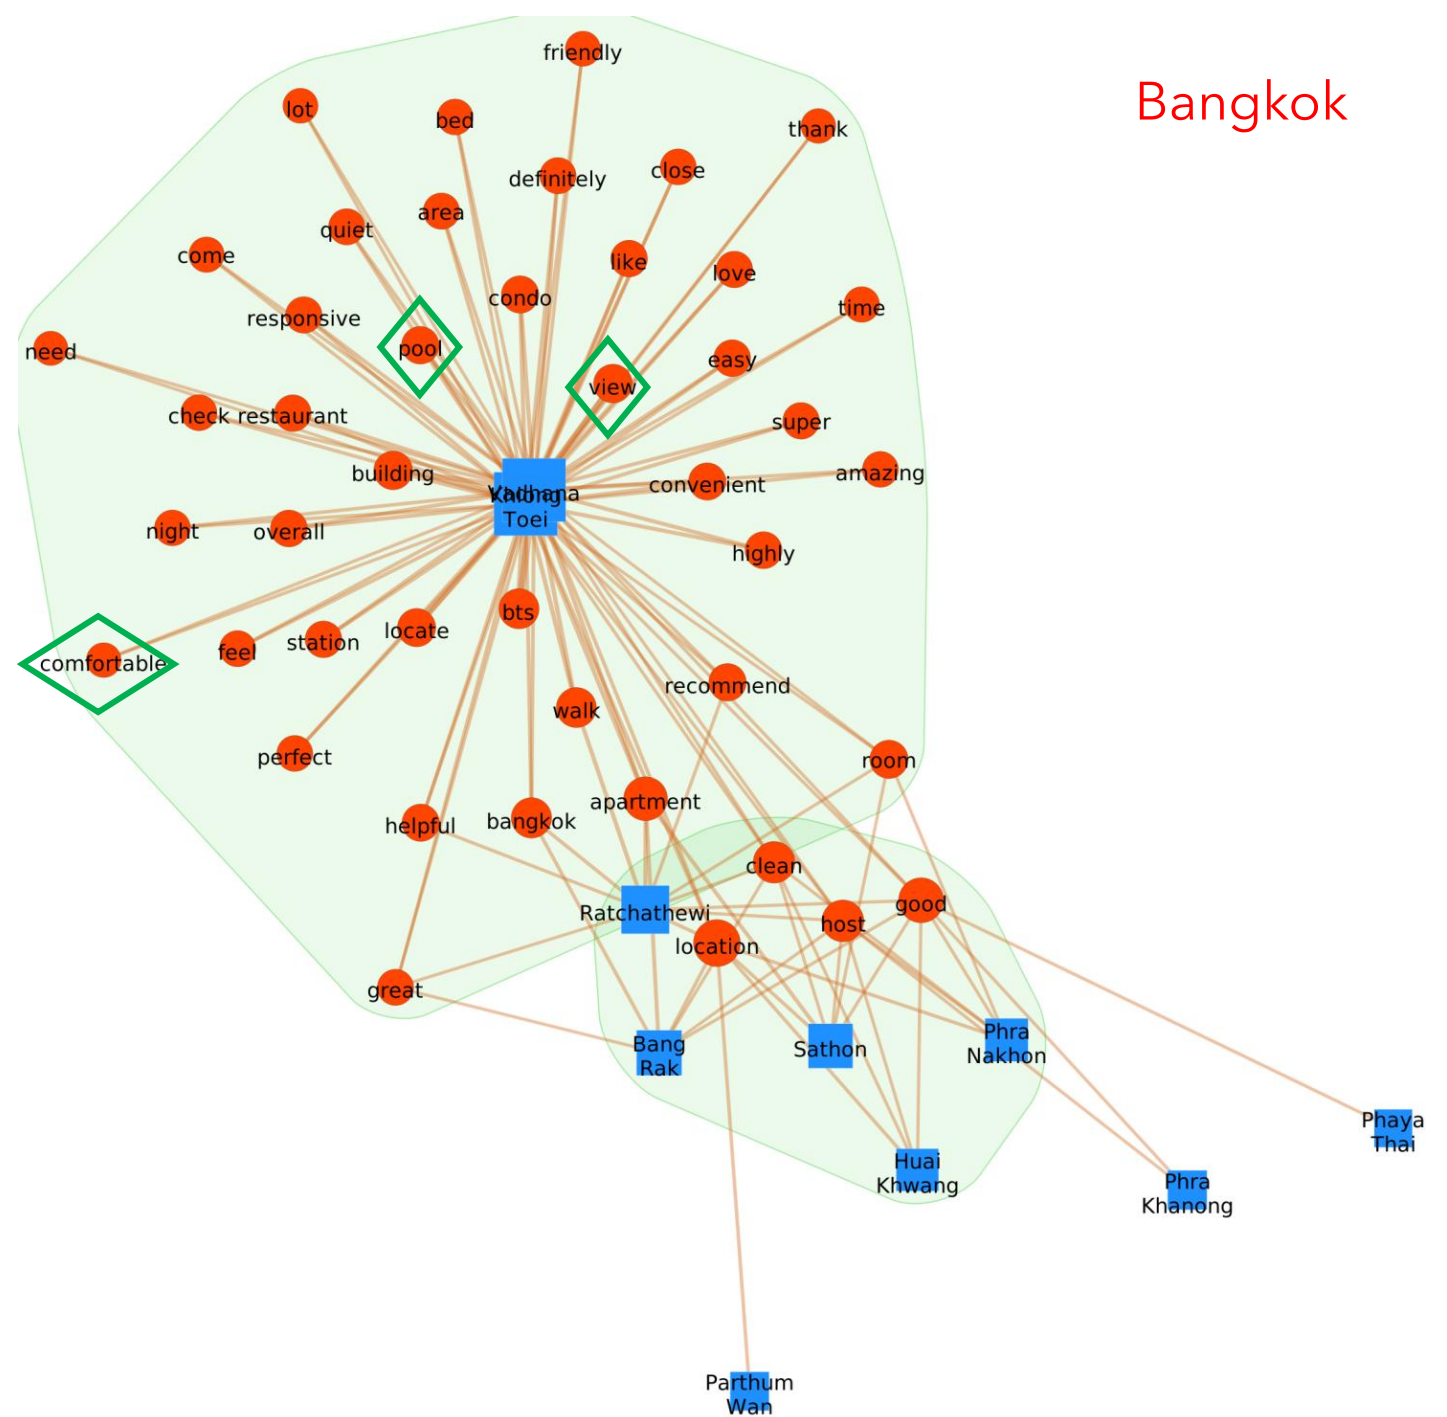 friendly
Bangkok
lot
bed
thank
close
definitely
area
quiet
come
like
love
condo
time
responsive
pool
need
easy
view
check
restaurant
super
building
amazing
convenient
Khlong
Toei
night
overall
highly
bts
locate
station
feel
comfortable
recommend
walk
perfect
room
apartment
bangkok
helpful
clean
good
Ratchathewi
host
location
great
Phra
Nakhon
Bang
Rak
Sathon
Phaya
Thai
Huai
Khwang
Phra
Khanong
Parthum
Wan